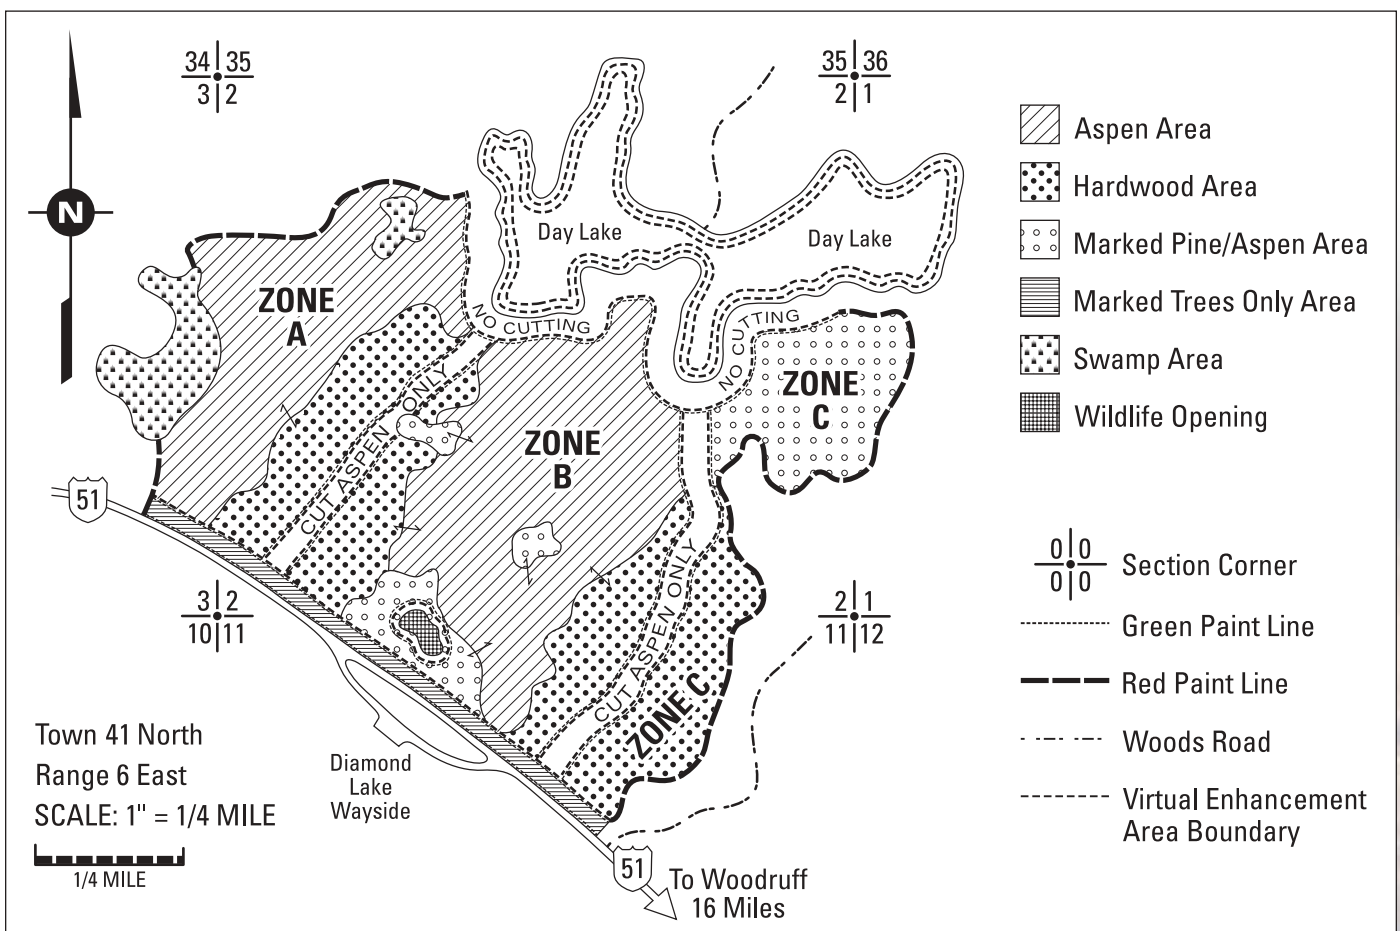 34 35
3 2
35 36
2 1
N
Day Lake
Day Lake
ZONE
A
NO CUTTING
NO CUTTING
ZONE
C
CUT ASPEN ONLY
ZONE
B
51
CUT ASPEN ONLY
ZONE C
3 2
10 11
2 1
11 12
Diamond
Lake
Wayside
51
To Woodruff
16 Miles
Town 41 North
Range 6 East
SCALE: 1" = 1/4 MILE
1/4 MILE
Aspen Area
Hardwood Area
Marked Pine/Aspen Area
Marked Trees Only Area
Swamp Area
Wildlife Opening
0 0
0 0
Section Corner
Green Paint Line
Red Paint Line
Woods Road
Virtual Enhancement
Area Boundary